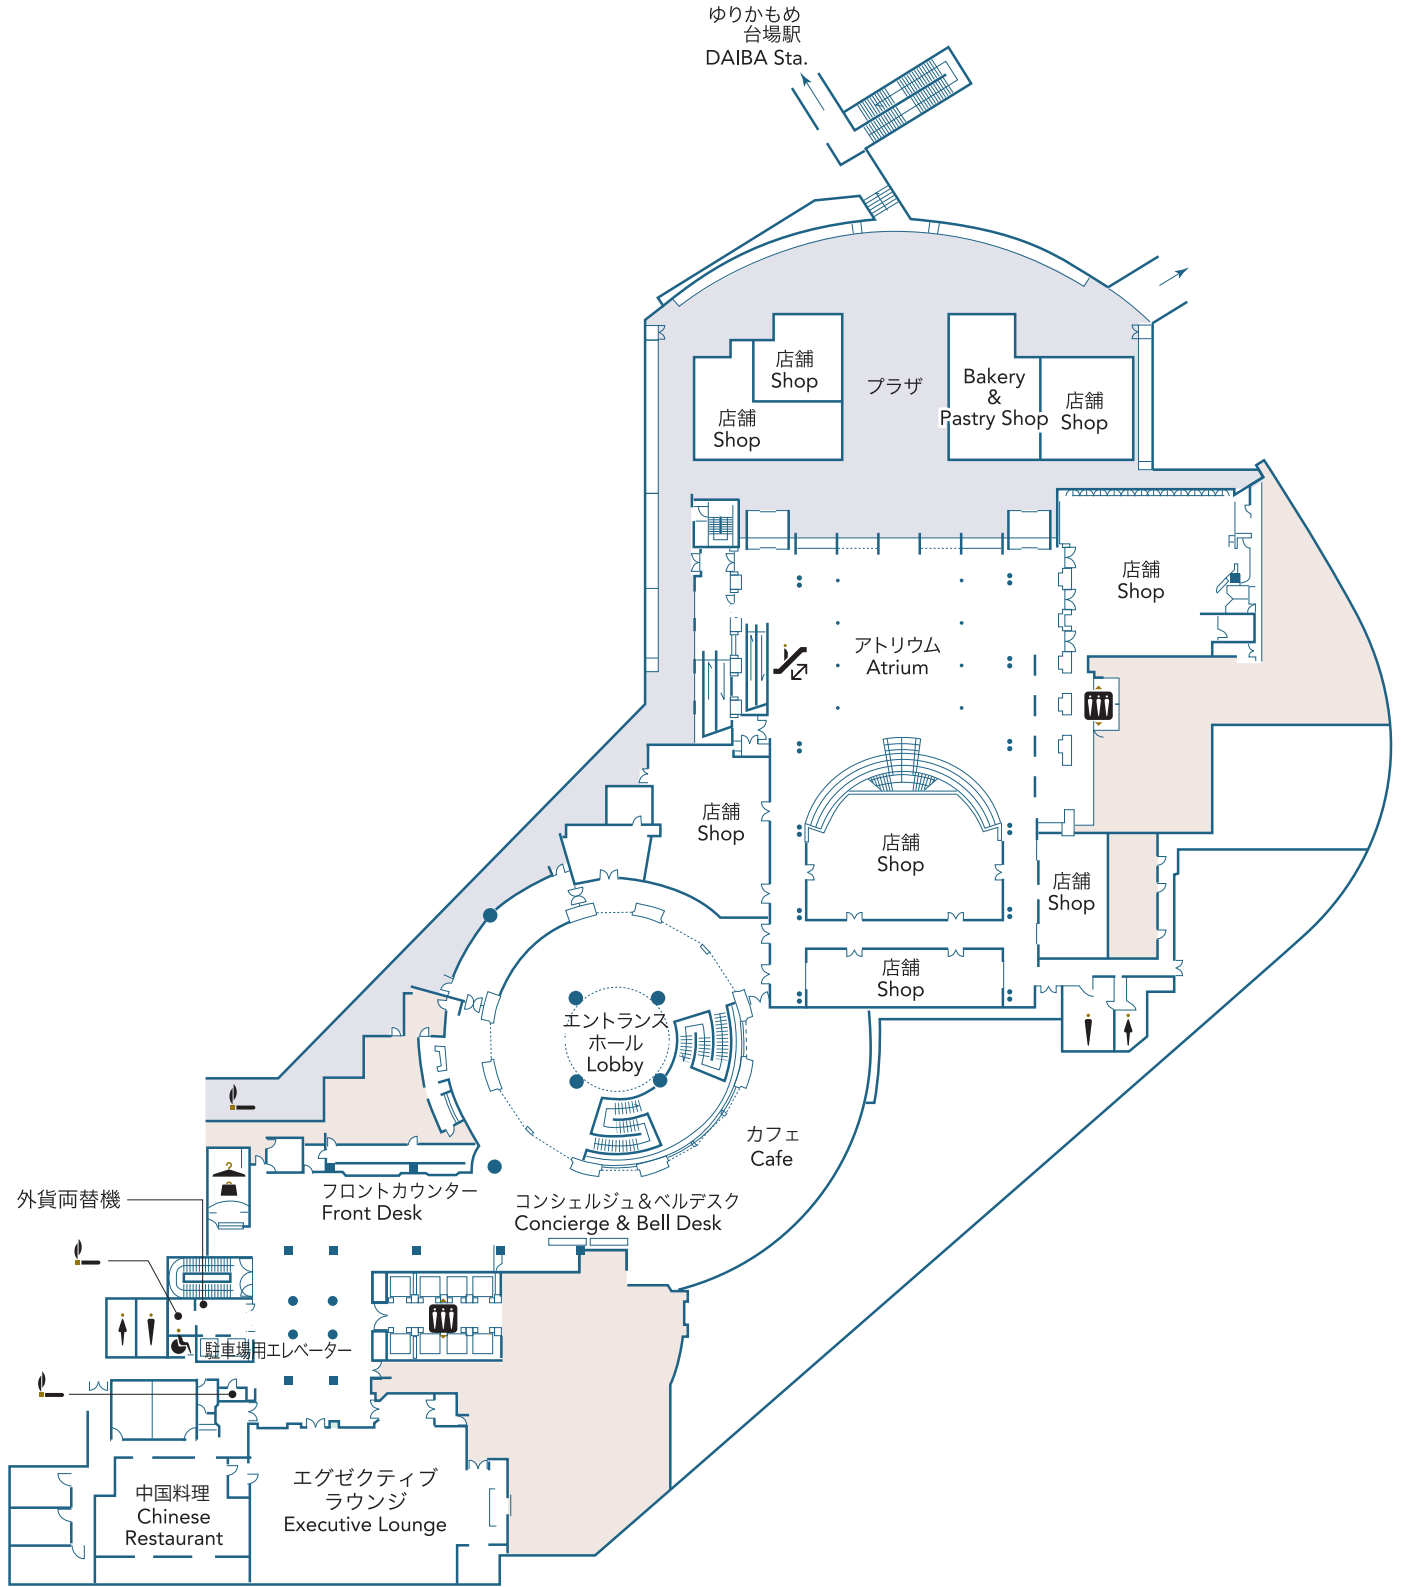 ゆりかもめ
台場駅
DAIBA Sta.
店舗
Shop
店舗
Shop
プラザ
Bakery
&
Pastry Shop
店舗
Shop
店舗
Shop
アトリウム
Atrium
店舗
Shop
店舗
Shop
店舗
Shop
店舗
Shop
エントランス
ホール
Lobby
カフェ
Cafe
外貨両替機
フロントカウンター
Front Desk
コンシェルジュ&ベルデスク
Concierge & Bell Desk
駐車場用エレベーター
中国料理
Chinese
Restaurant
エグゼクティブ
ラウンジ
Executive Lounge